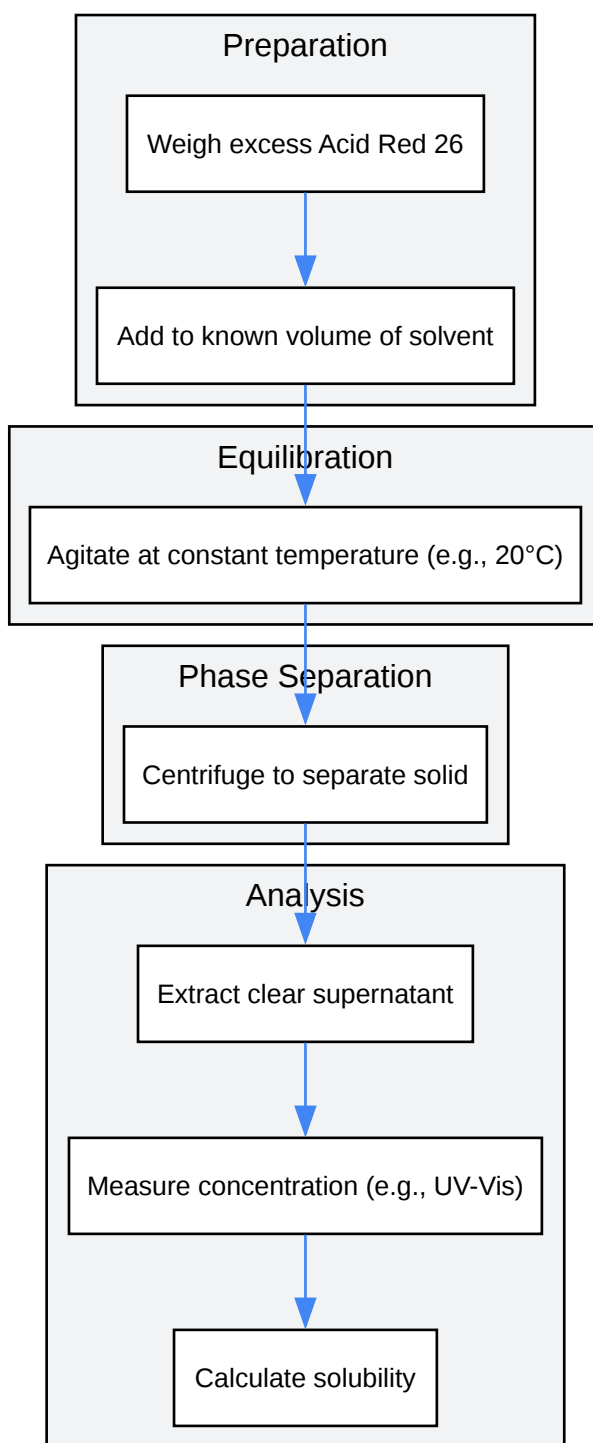 Preparation
Weigh excess Acid Red 26
Add to known volume of solvent
Equilibration
Agitate at constant temperature (e.g., 20°C)
Phase Separation
Centrifuge to separate solid
Analysis
Extract clear supernatant
Measure concentration (e.g., UV-Vis)
Calculate solubility